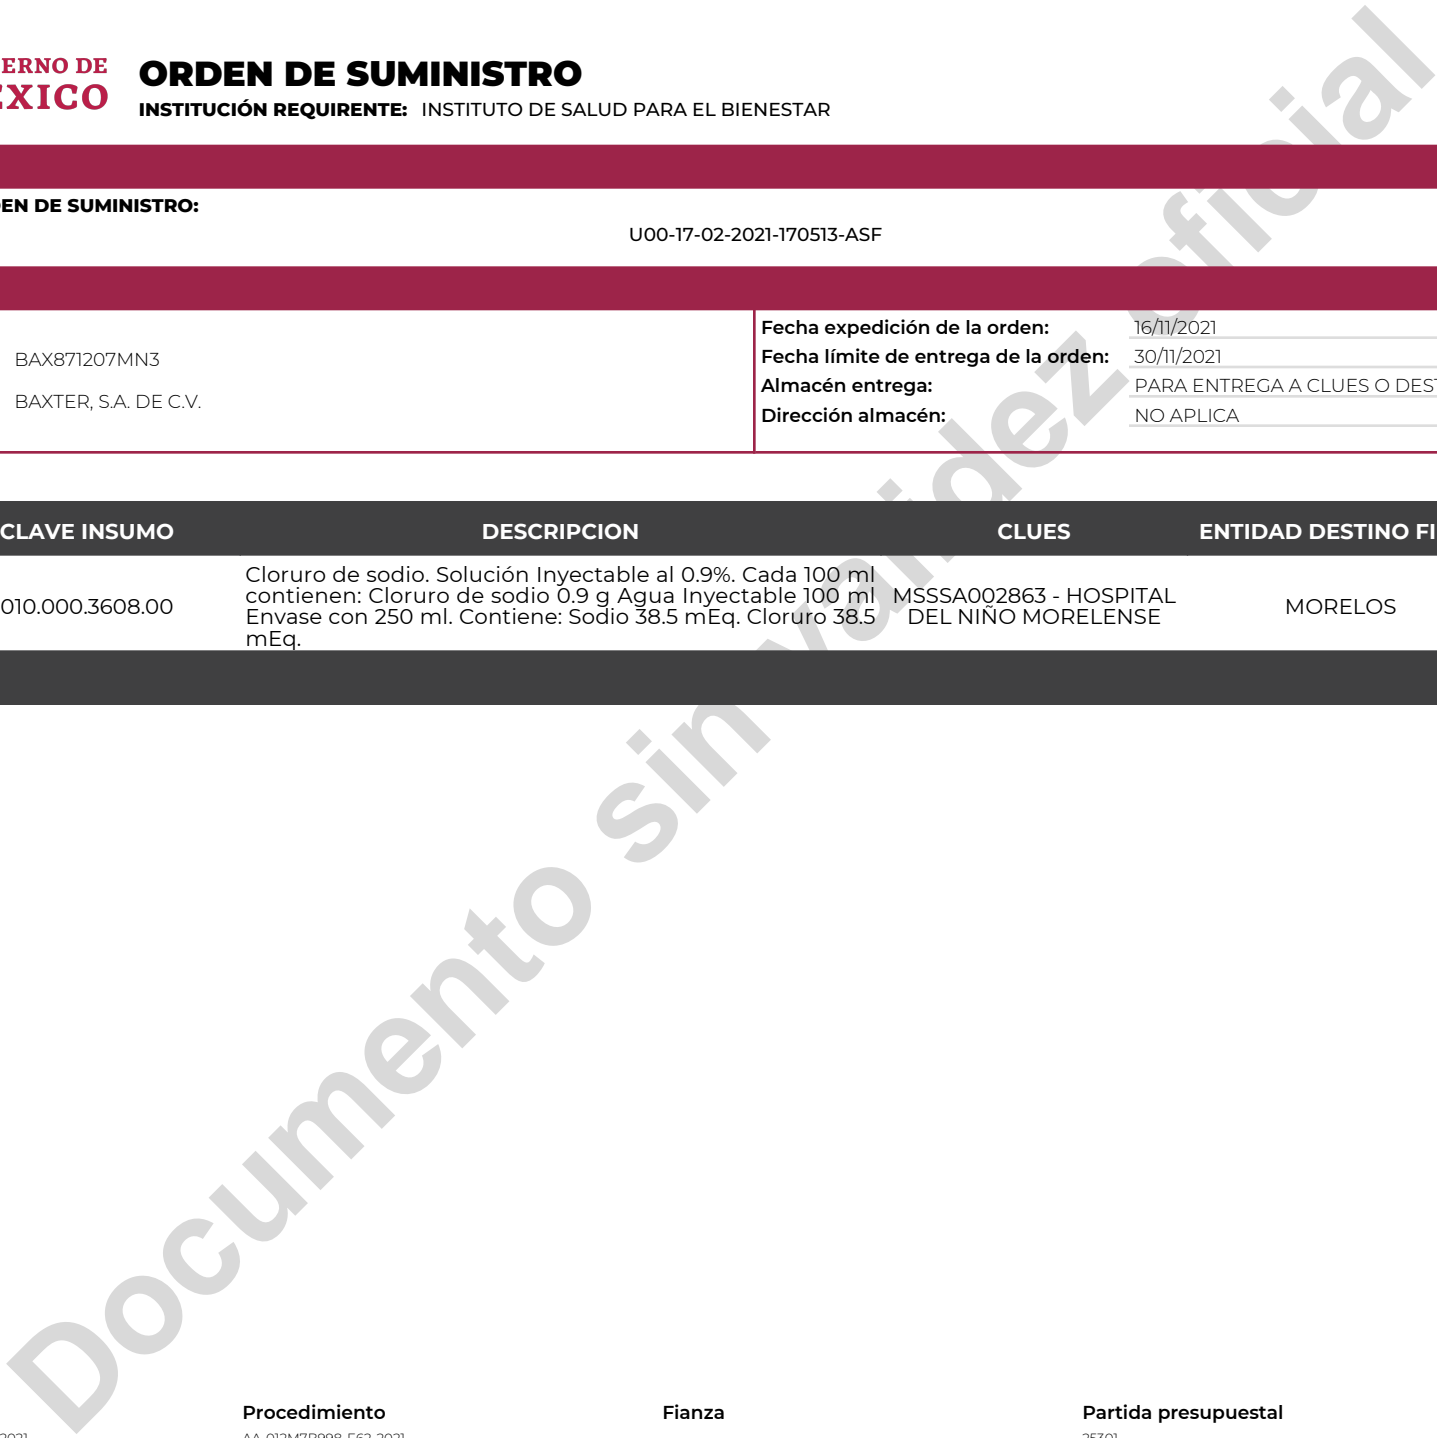 ERNO DE
ÉXICO
ORDEN DE SUMINISTRO
INSTITUCIÓN REQUIRENTE: INSTITUTO DE SALUD PARA EL BIENESTAR
EN DE SUMINISTRO:
U00-17-02-2021-170513-ASF
BAX871207MN3
BAXTER, S.A. DE C.V.
Fecha expedición de la orden: 16/11/2021
Fecha límite de entrega de la orden: 30/11/2021
Almacén entrega: PARA ENTREGA A CLUES O DEST
Dirección almacén: NO APLICA
CLAVE INSUMO DESCRIPCION CLUES ENTIDAD DESTINO FI
010.000.3608.00
Cloruro de sodio. Solución Inyectable al 0.9%. Cada 100 ml
contienen: Cloruro de sodio 0.9 g Agua Inyectable 100 ml
Envase con 250 ml. Contiene: Sodio 38.5 mEq. Cloruro 38.5
mEq.
MSSSA002863 - HOSPITAL
DEL NIÑO MORELENSE
MORELOS
Documento sin validez oficial
Procedimiento Fianza Partida presupuestal